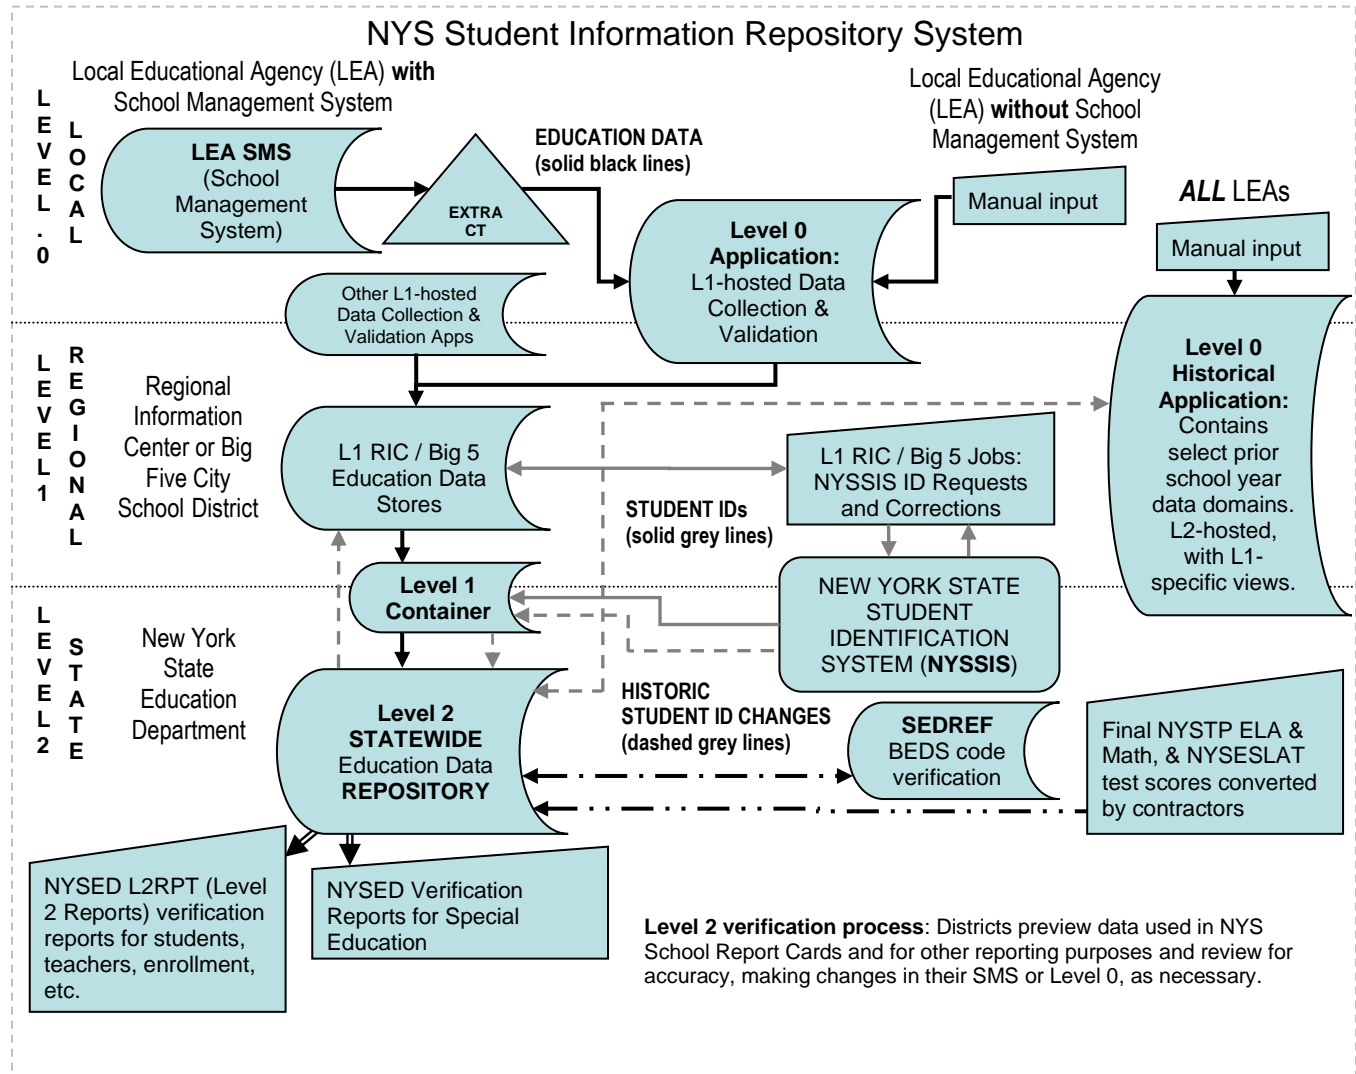 NYS Student Information Repository System
Local Educational Agency (LEA) with
School Management System
Local Educational Agency
(LEA) without School
Management System
LEVEL.0
LOCAL
LEA SMS
(School
Management
System)
EXTRA
CT
EDUCATION DATA
(solid black lines)
Level 0
Application:
L1-hosted Data
Collection &
Validation
Manual input
ALL LEAs
Manual input
Other L1-hosted
Data Collection &
Validation Apps
LEVEL1
REGIONAL
Regional
Information
Center or Big
Five City
School District
L1 RIC / Big 5
Education Data
Stores
STUDENT IDs
(solid grey lines)
L1 RIC / Big 5 Jobs:
NYSSIS ID Requests
and Corrections
Level 0
Historical
Application:
Contains
select prior
school year
data domains.
L2-hosted,
with L1-
specific views.
Level 1
Container
NEW YORK STATE
STUDENT
IDENTIFICATION
SYSTEM (NYSSIS)
LEVEL2
STATE
New York
State
Education
Department
Level 2
STATEWIDE
Education Data
REPOSITORY
HISTORIC
STUDENT ID CHANGES
(dashed grey lines)
SEDREF
BEDS code
verification
Final NYSTP ELA &
Math, & NYSESLAT
test scores converted
by contractors
NYSED L2RPT (Level
2 Reports) verification
reports for students,
teachers, enrollment,
etc.
NYSED Verification
Reports for Special
Education
Level 2 verification process: Districts preview data used in NYS
School Report Cards and for other reporting purposes and review for
accuracy, making changes in their SMS or Level 0, as necessary.